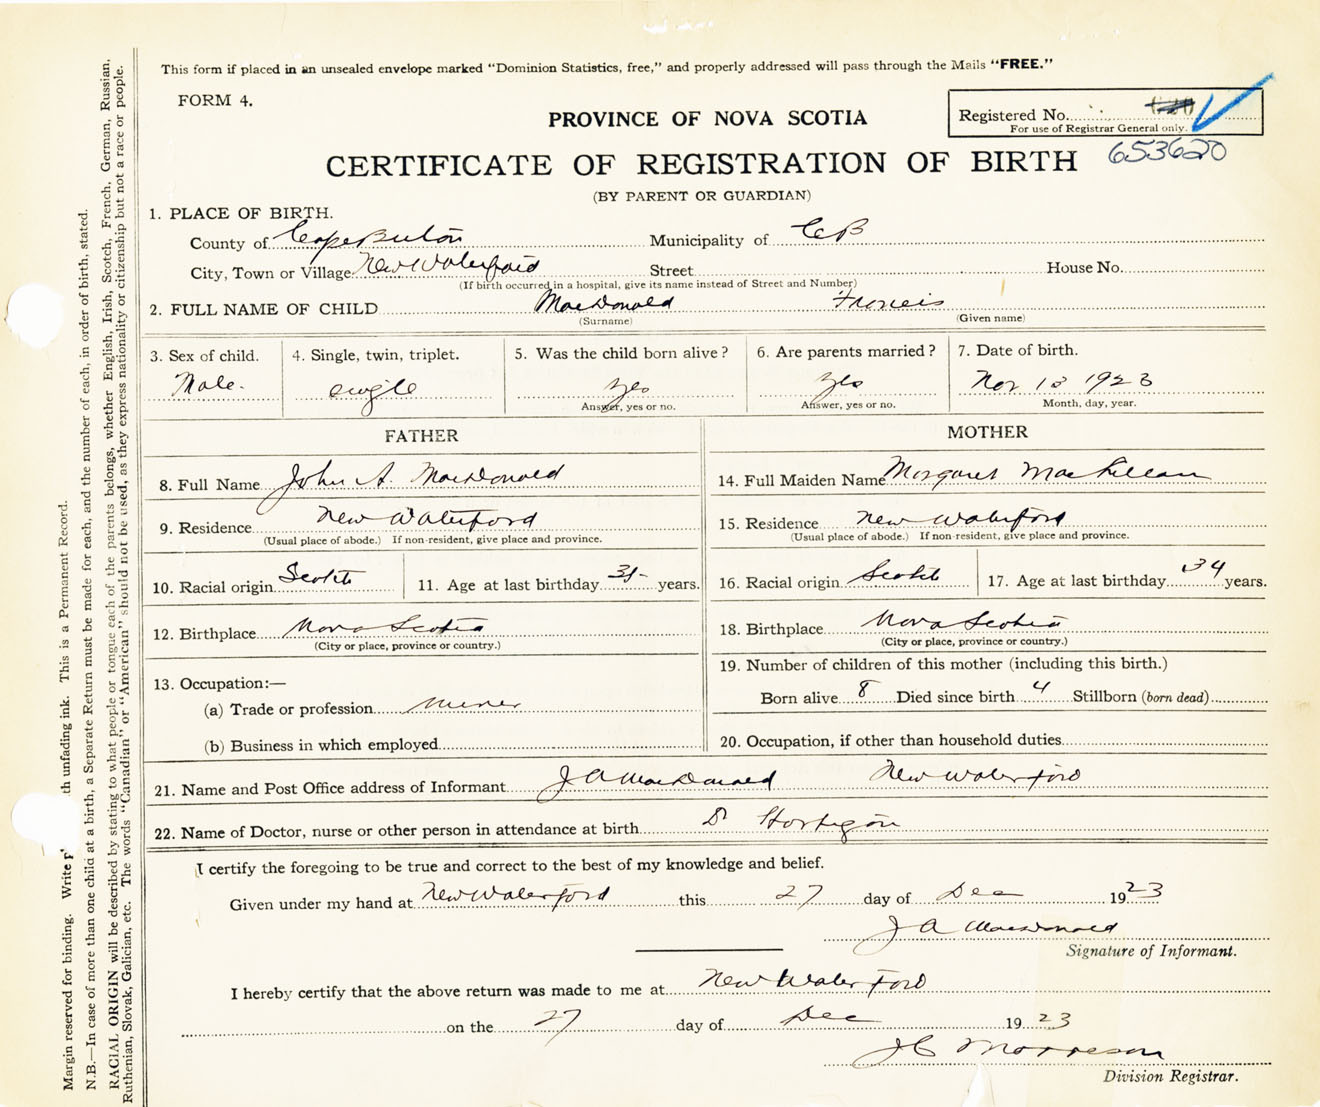 This form if placed in an unsealed envelope marked "Dominion Statistics, free," and properly addressed will pass through the Mails "FREE."
FORM 4.
PROVINCE OF NOVA SCOTIA
Registered No.
For use of Registrar General only.
653620
CERTIFICATE OF REGISTRATION OF BIRTH
(BY PARENT OR GUARDIAN)
1. PLACE OF BIRTH.
County of Cape Breton Municipality of CB
City, Town or Village New Waterford Street House No.
(If birth occurred in a hospital, give its name instead of Street and Number)
2. FULL NAME OF CHILD MacDonald Francis
(Surname) (Given name)
3. Sex of child. 4. Single, twin, triplet. 5. Was the child born alive? 6. Are parents married? 7. Date of birth.
Male. single yes yes Nov 13 1923
Answer, yes or no. Answer, yes or no. Month, day, year.
FATHER MOTHER
8. Full Name John A. MacDonald 14. Full Maiden Name Margaret MacLellan
9. Residence New Waterford 15. Residence New Waterford
(Usual place of abode.) If non-resident, give place and province. (Usual place of abode.) If non-resident, give place and province.
10. Racial origin Scotch 11. Age at last birthday years. 16. Racial origin Scotch 17. Age at last birthday 34 years.
12. Birthplace Nova Scotia 18. Birthplace Nova Scotia
(City or place, province or country.) (City or place, province or country.)
19. Number of children of this mother (including this birth.)
13. Occupation:—
Born alive 8 Died since birth 4 Stillborn (born dead)
(a) Trade or profession miner
(b) Business in which employed 20. Occupation, if other than household duties
21. Name and Post Office address of Informant J A MacDonald New Waterford
22. Name of Doctor, nurse or other person in attendance at birth Dr
I certify the foregoing to be true and correct to the best of my knowledge and belief.
Given under my hand at New Waterford this 27 day of Dec 1923
J A MacDonald
Signature of Informant.
I hereby certify that the above return was made to me at New Waterford
on the 27 day of Dec 1923
J C Morrison
Division Registrar.
Margin reserved for binding. Write with unfading ink. This is a Permanent Record.
N.B.—In case of more than one child at a birth, a Separate Return must be made for each, and the number of each, in order of birth, stated.
RACIAL ORIGIN will be described by stating to what people or tongue each of the parents belongs, whether English, Irish, Scotch, French, German, Russian,
Ruthenian, Slovak, Galician, etc. The words "Canadian" or "American" should not be used, as they express nationality or citizenship but not a race or people.